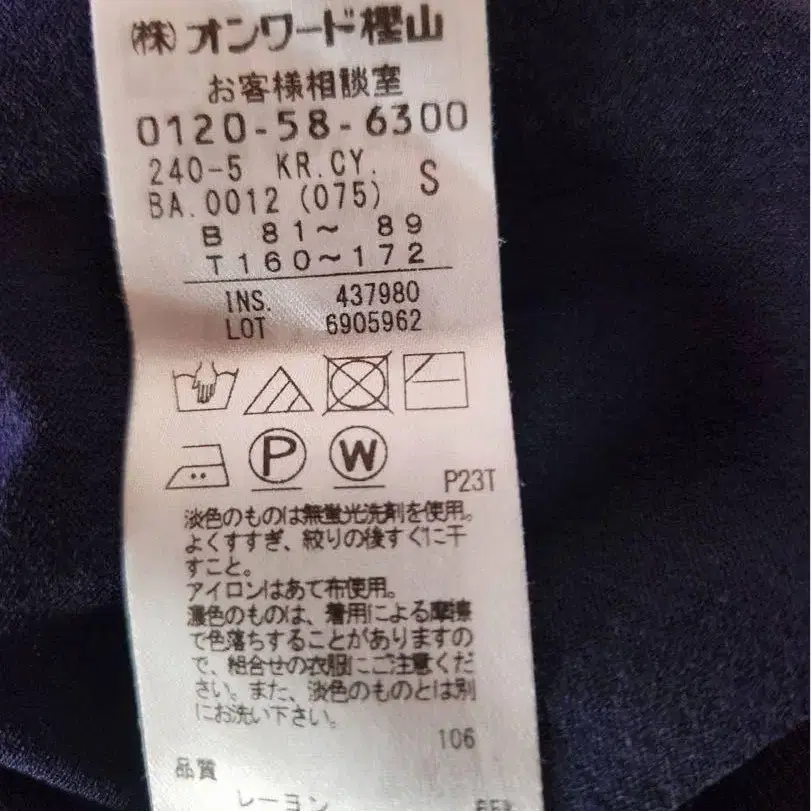 ㈱オンワード樫山
お客様相談室
0120-58-6300
240-5 KR.CY. S
BA.0012 (075)
B 81～ 89
T160～172
INS. 437980
LOT 6905962
P
W
P23T
淡色のものは無蛍光洗剤を使用。
よくすすぎ、絞りの後すぐに干
すこと。
アイロンはあて布使用。
濃色のものは、着用による摩擦
で色落ちすることがありますの
で、組合せの衣服にご注意くだ
さい。また、淡色のものとは別
にお洗い下さい。
106
品質
レーヨン